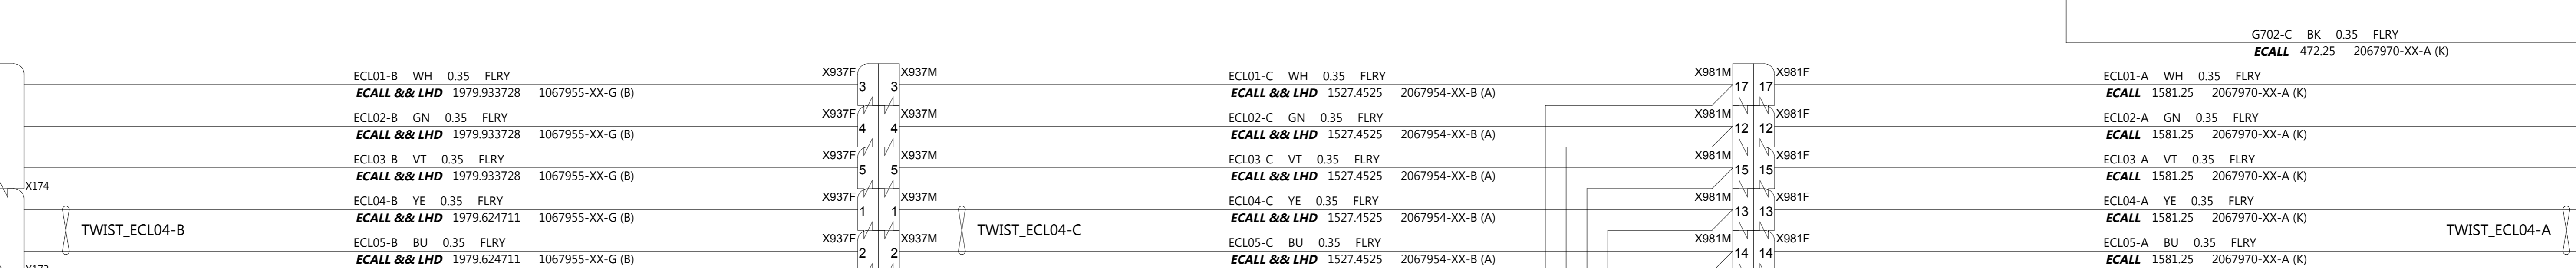 G702-C BK 0.35 FLRY
ECALL 472.25 2067970-XX-A (K)
X937F X937M X981M X981F
ECL01-B WH 0.35 FLRY ECL01-C WH 0.35 FLRY ECL01-A WH 0.35 FLRY
3 3 17 17
ECALL && LHD 1979.933728 1067955-XX-G (B) ECALL && LHD 1527.4525 2067954-XX-B (A) ECALL 1581.25 2067970-XX-A (K)
X937F X937M X981M X981F
ECL02-B GN 0.35 FLRY ECL02-C GN 0.35 FLRY ECL02-A GN 0.35 FLRY
4 4 12 12
ECALL && LHD 1979.933728 1067955-XX-G (B) ECALL && LHD 1527.4525 2067954-XX-B (A) ECALL 1581.25 2067970-XX-A (K)
X937F X937M X981M X981F
ECL03-B VT 0.35 FLRY ECL03-C VT 0.35 FLRY ECL03-A VT 0.35 FLRY
5 5 15 15
ECALL && LHD 1979.933728 1067955-XX-G (B) ECALL && LHD 1527.4525 2067954-XX-B (A) ECALL 1581.25 2067970-XX-A (K)
X174
X937F X937M X981M X981F
ECL04-B YE 0.35 FLRY ECL04-C YE 0.35 FLRY ECL04-A YE 0.35 FLRY
1 1 13 13
ECALL && LHD 1979.624711 1067955-XX-G (B) ECALL && LHD 1527.4525 2067954-XX-B (A) ECALL 1581.25 2067970-XX-A (K)
TWIST_ECL04-B TWIST_ECL04-C TWIST_ECL04-A
X937F X937M X981M X981F
ECL05-B BU 0.35 FLRY ECL05-C BU 0.35 FLRY ECL05-A BU 0.35 FLRY
2 2 14 14
ECALL && LHD 1979.624711 1067955-XX-G (B) ECALL && LHD 1527.4525 2067954-XX-B (A) ECALL 1581.25 2067970-XX-A (K)